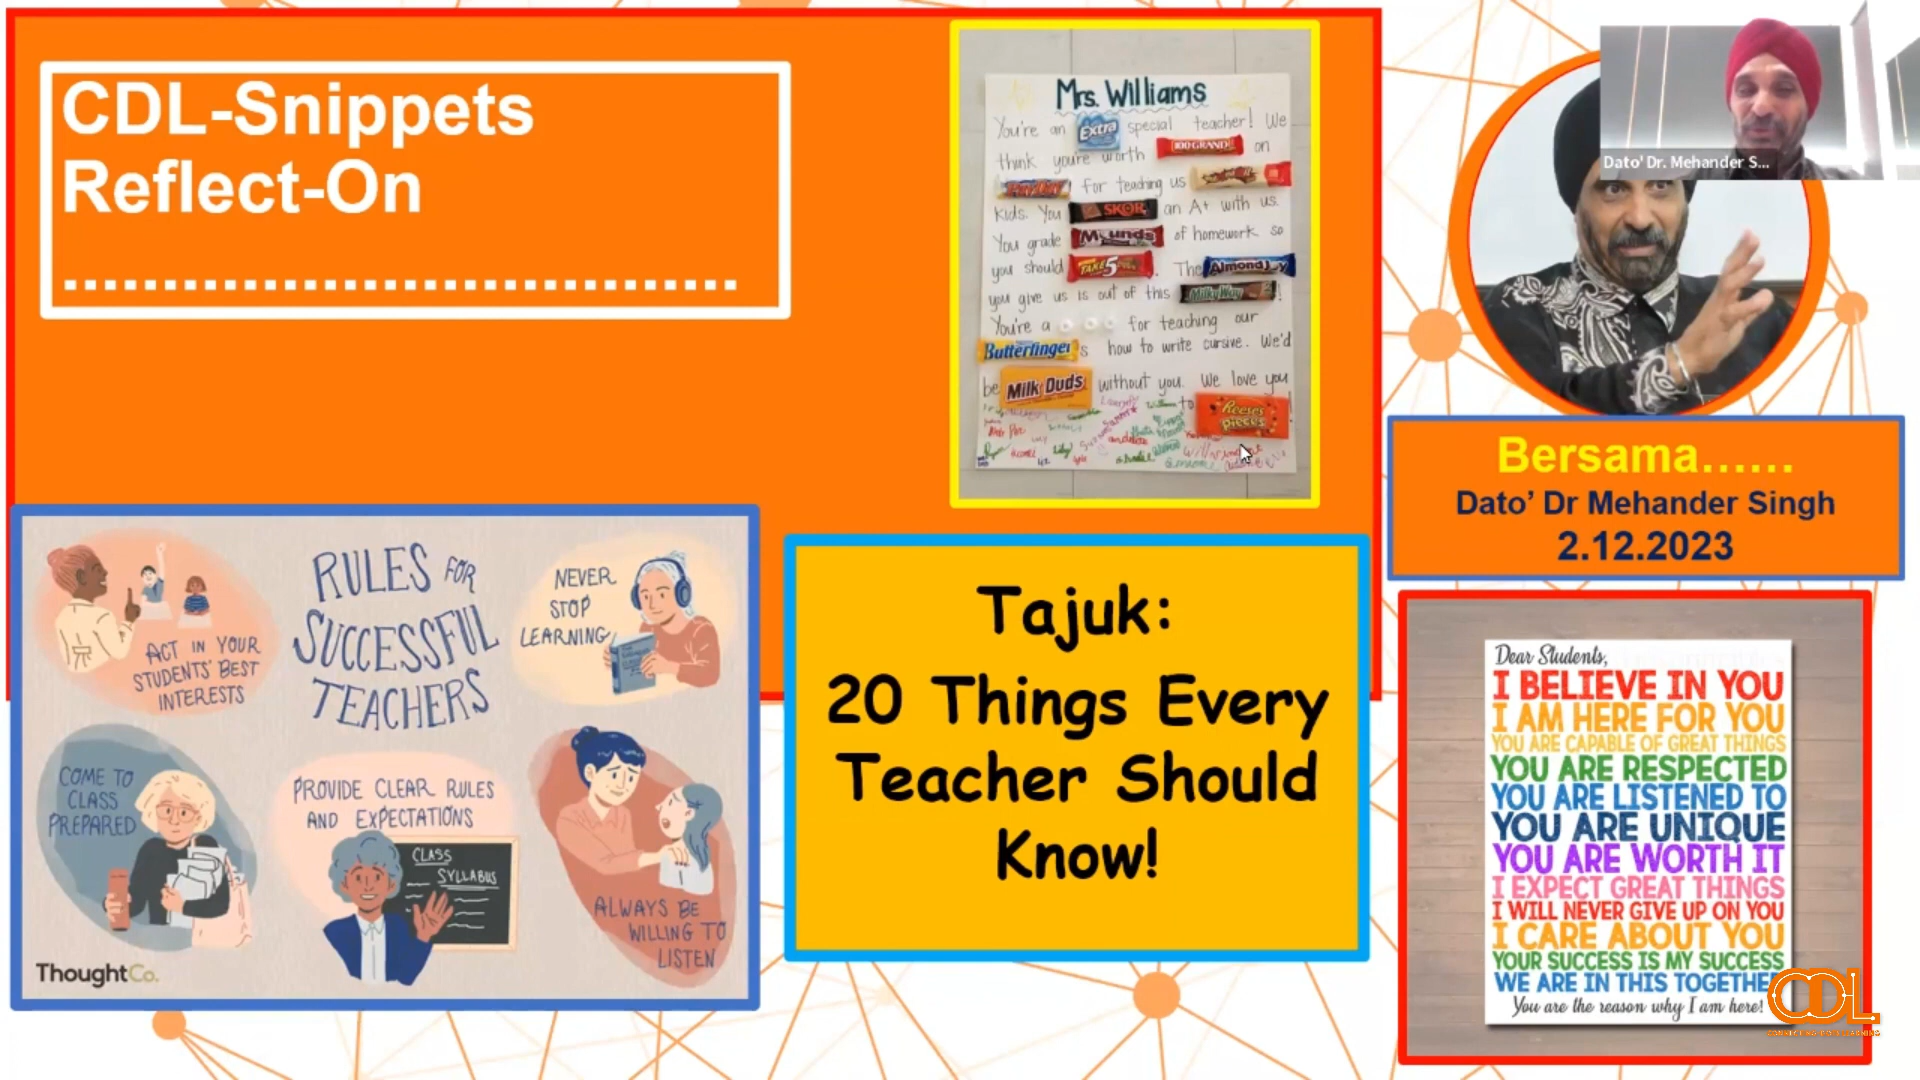 CDL-Snippets
Reflect-On
........................................
Mrs. Williams
You're an Extra special teacher! We
think you're worth 100 GRAND! on
PAYDAY for teaching us
kids. You SKOR an A+ with us.
You grade Mounds of homework so
you should TAKE 5. The Almond Joy
you give us is out of this Milky Way!
You're a for teaching our
Butterfingers how to write cursive. We'd
be Milk Duds without you. We love you
to Reese's Pieces!
Dato' Dr. Mehander S...
Bersama......
Dato’ Dr Mehander Singh
2.12.2023
RULES FOR
SUCCESSFUL
TEACHERS
ACT IN YOUR
STUDENTS' BEST
INTERESTS
NEVER
STOP
LEARNING
COME TO
CLASS
PREPARED
PROVIDE CLEAR RULES
AND EXPECTATIONS
CLASS
SYLLABUS
ALWAYS BE
WILLING TO
LISTEN
ThoughtCo.
Tajuk:
20 Things Every
Teacher Should
Know!
Dear Students,
I BELIEVE IN YOU
I AM HERE FOR YOU
YOU ARE CAPABLE OF GREAT THINGS
YOU ARE RESPECTED
YOU ARE LISTENED TO
YOU ARE UNIQUE
YOU ARE WORTH IT
I EXPECT GREAT THINGS
I WILL NEVER GIVE UP ON YOU
I CARE ABOUT YOU
YOUR SUCCESS IS MY SUCCESS
WE ARE IN THIS TOGETHE
You are the reason why I am here!
CDL